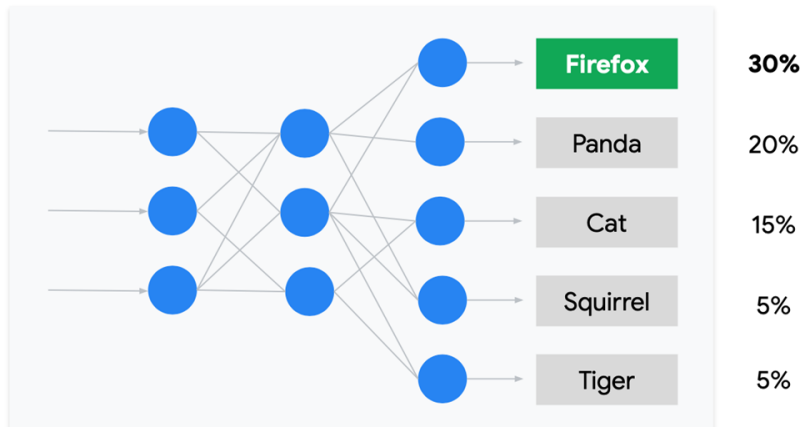 Firefox 30%
Panda 20%
Cat 15%
Squirrel 5%
Tiger 5%